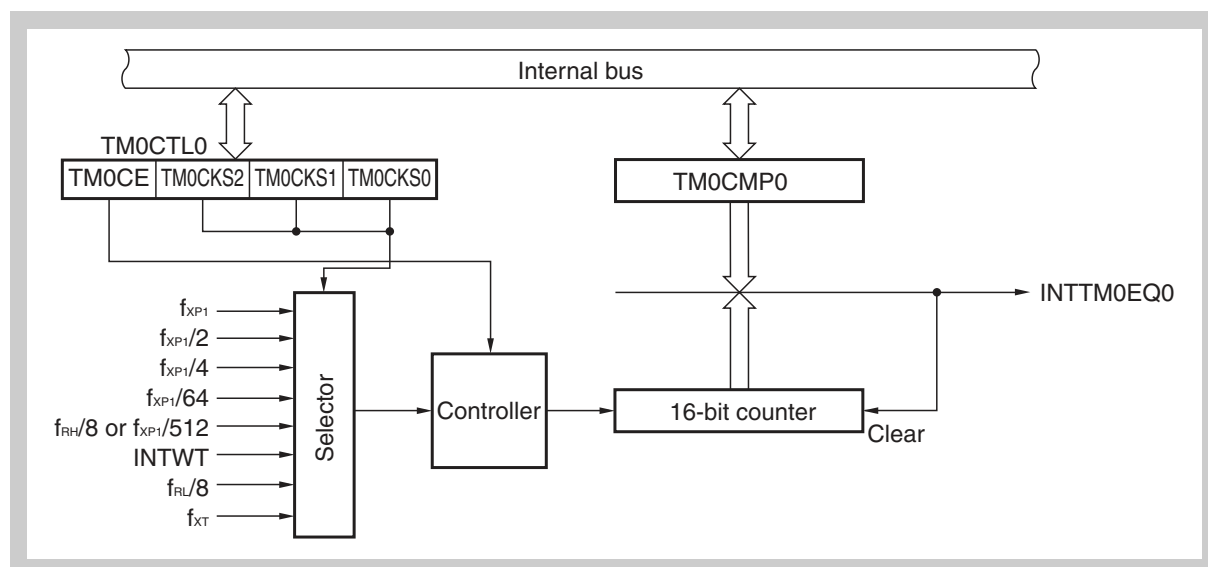 Internal bus
TM0CTL0
TM0CE TM0CKS2 TM0CKS1 TM0CKS0
TM0CMP0
INTTM0EQ0
fXP1
fXP1/2
fXP1/4
fXP1/64
fRH/8 or fXP1/512
INTWT
fRL/8
fXT
Selector
Controller
16-bit counter
Clear